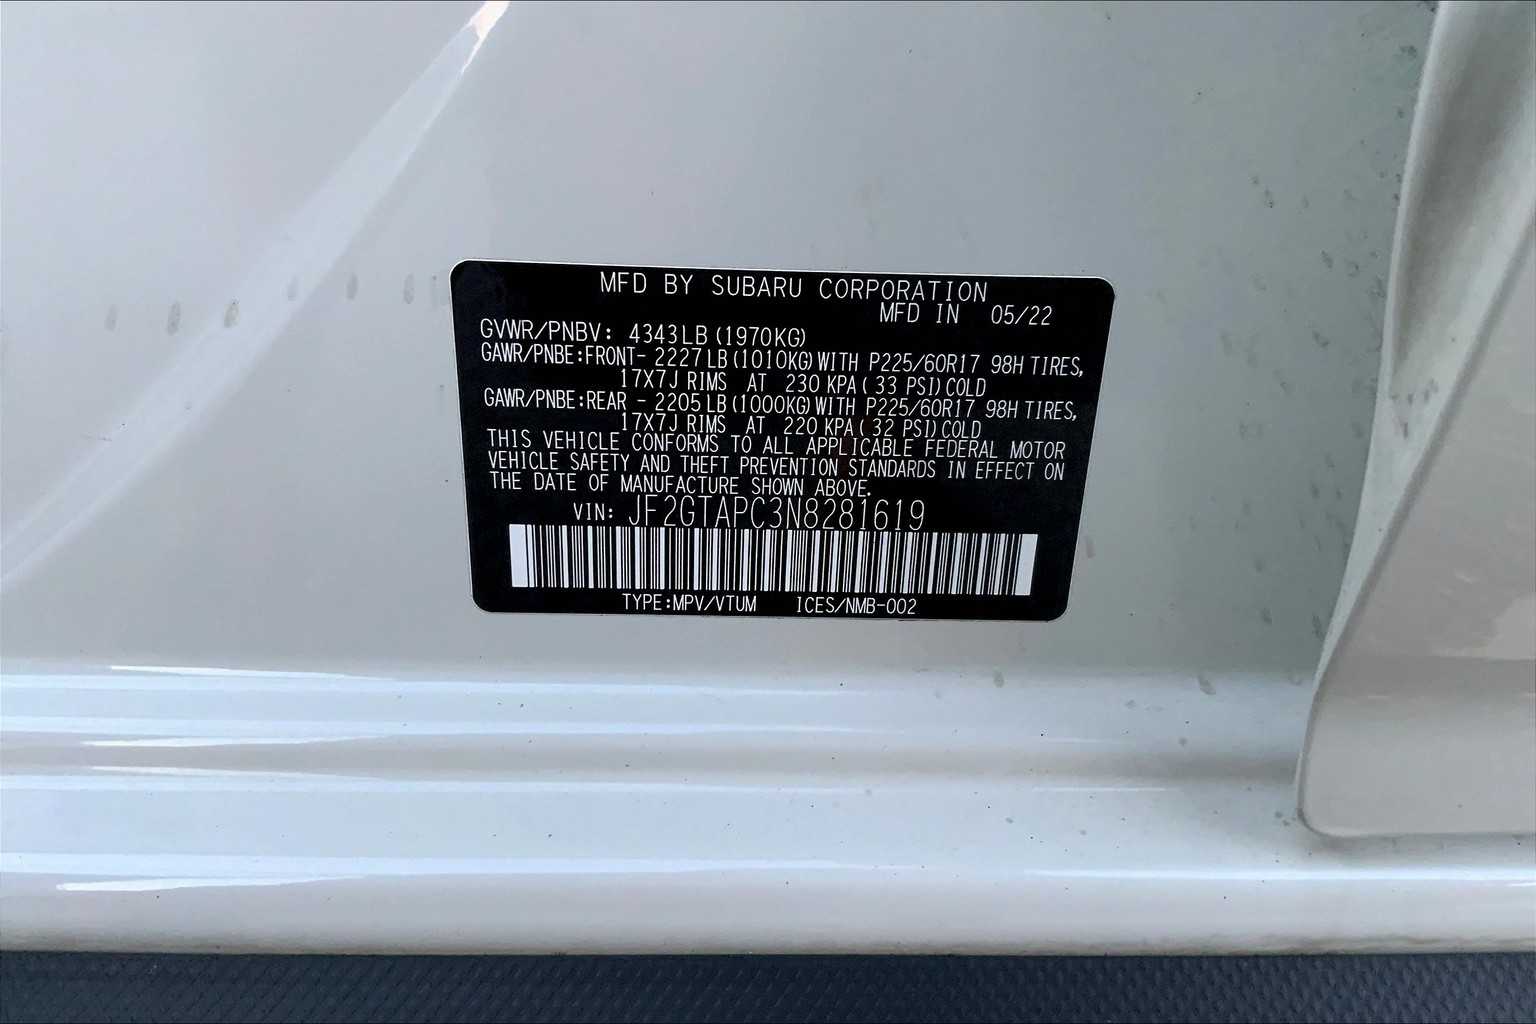 MFD BY SUBARU CORPORATION
MFD IN 05/22
GVWR/PNBV: 4343LB (1970KG)
GAWR/PNBE:FRONT- 2227LB (1010KG) WITH P225/60R17 98H TIRES,
17X7J RIMS AT 230 KPA ( 33 PSI) COLD
GAWR/PNBE:REAR - 2205LB (1000KG) WITH P225/60R17 98H TIRES,
17X7J RIMS AT 220 KPA ( 32 PSI) COLD
THIS VEHICLE CONFORMS TO ALL APPLICABLE FEDERAL MOTOR
VEHICLE SAFETY AND THEFT PREVENTION STANDARDS IN EFFECT ON
THE DATE OF MANUFACTURE SHOWN ABOVE.
VIN: JF2GTAPC3N8281619
TYPE:MPV/VTUM ICES/NMB-002